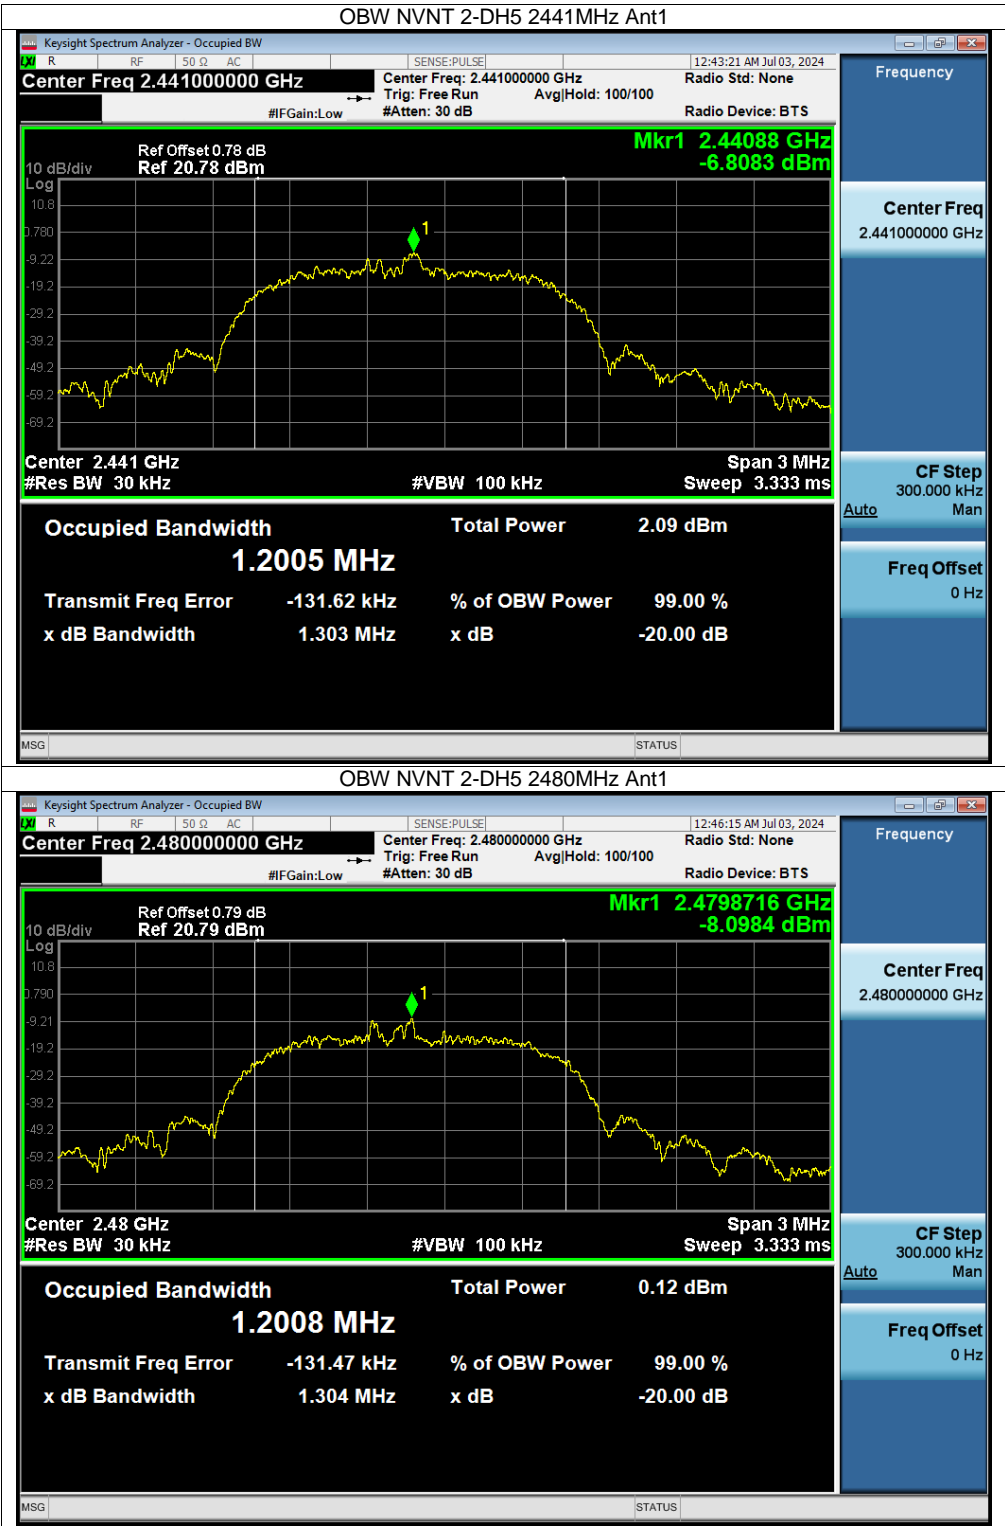 OBW NVNT 2-DH5 2441MHz Ant1
Keysight Spectrum Analyzer - Occupied BW
LXI R RF 50 Ω AC SENSE:PULSE 12:43:21 AM Jul 03, 2024
Center Freq 2.441000000 GHz
Center Freq: 2.441000000 GHz
Radio Std: None
Trig: Free Run Avg|Hold: 100/100
#IFGain:Low #Atten: 30 dB Radio Device: BTS
Frequency
Mkr1 2.44088 GHz
-6.8083 dBm
Ref Offset 0.78 dB
10 dB/div Ref 20.78 dBm
Log
10.8
0.780
-9.22
-19.2
-29.2
-39.2
-49.2
-59.2
-69.2
1
Center 2.441 GHz Span 3 MHz
#Res BW 30 kHz #VBW 100 kHz Sweep 3.333 ms
Center Freq
2.441000000 GHz
CF Step
300.000 kHz
Auto Man
Freq Offset
0 Hz
Occupied Bandwidth Total Power 2.09 dBm
1.2005 MHz
Transmit Freq Error -131.62 kHz % of OBW Power 99.00 %
x dB Bandwidth 1.303 MHz x dB -20.00 dB
MSG STATUS
OBW NVNT 2-DH5 2480MHz Ant1
Keysight Spectrum Analyzer - Occupied BW
LXI R RF 50 Ω AC SENSE:PULSE 12:46:15 AM Jul 03, 2024
Center Freq 2.480000000 GHz
Center Freq: 2.480000000 GHz
Radio Std: None
Trig: Free Run Avg|Hold: 100/100
#IFGain:Low #Atten: 30 dB Radio Device: BTS
Frequency
Mkr1 2.4798716 GHz
-8.0984 dBm
Ref Offset 0.79 dB
10 dB/div Ref 20.79 dBm
Log
10.8
0.790
-9.21
-19.2
-29.2
-39.2
-49.2
-59.2
-69.2
1
Center 2.48 GHz Span 3 MHz
#Res BW 30 kHz #VBW 100 kHz Sweep 3.333 ms
Center Freq
2.480000000 GHz
CF Step
300.000 kHz
Auto Man
Freq Offset
0 Hz
Occupied Bandwidth Total Power 0.12 dBm
1.2008 MHz
Transmit Freq Error -131.47 kHz % of OBW Power 99.00 %
x dB Bandwidth 1.304 MHz x dB -20.00 dB
MSG STATUS